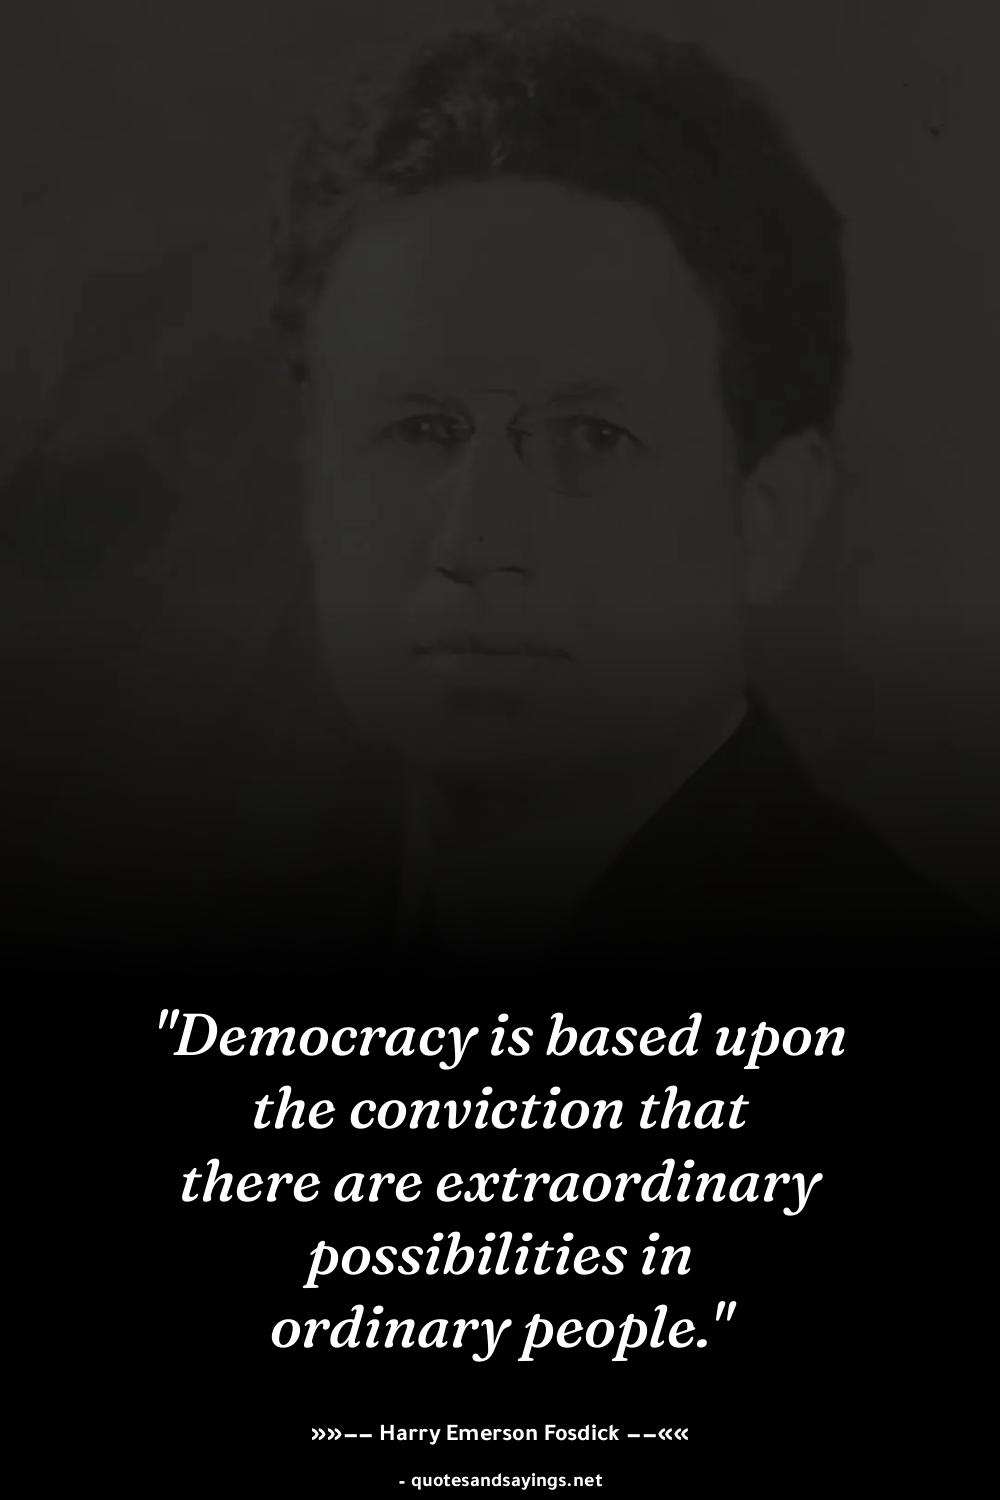 "Democracy is based upon
the conviction that
there are extraordinary
possibilities in
ordinary people."
»»—— Harry Emerson Fosdick ——««
- quotesandsayings.net